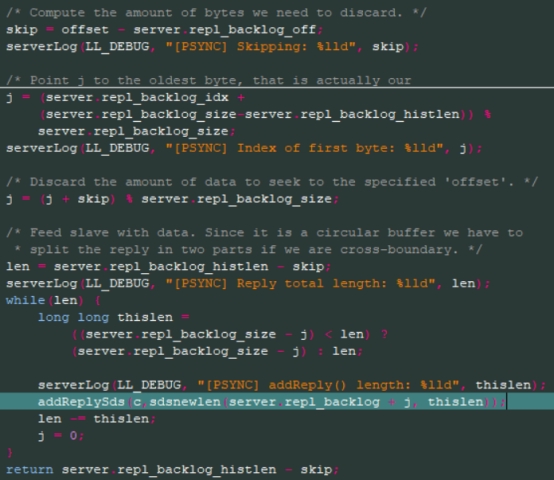 /* Compute the amount of bytes we need to discard. */
skip = offset - server.repl_backlog_off;
serverLog(LL_DEBUG, "[PSYNC] Skipping: %lld", skip);
/* Point j to the oldest byte, that is actually our
j = (server.repl_backlog_idx +
(server.repl_backlog_size-server.repl_backlog_histlen)) %
server.repl_backlog_size;
serverLog(LL_DEBUG, "[PSYNC] Index of first byte: %lld", j);
/* Discard the amount of data to seek to the specified 'offset'. */
j = (j + skip) % server.repl_backlog_size;
/* Feed slave with data. Since it is a circular buffer we have to
* split the reply in two parts if we are cross-boundary. */
len = server.repl_backlog_histlen - skip;
serverLog(LL_DEBUG, "[PSYNC] Reply total length: %lld", len);
while(len) {
long long thislen =
((server.repl_backlog_size - j) < len) ?
(server.repl_backlog_size - j) : len;
serverLog(LL_DEBUG, "[PSYNC] addReply() length: %lld", thislen);
addReplySds(c,sdsnewlen(server.repl_backlog + j, thislen));
len -= thislen;
j = 0;
}
return server.repl_backlog_histlen - skip;